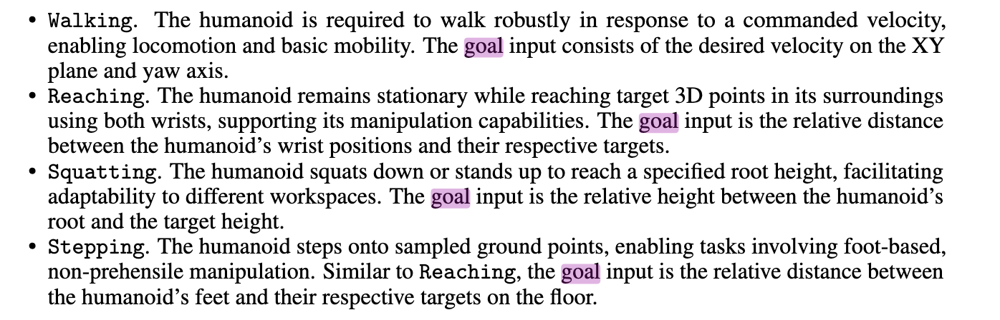 • Walking. The humanoid is required to walk robustly in response to a commanded velocity,
enabling locomotion and basic mobility. The goal input consists of the desired velocity on the XY
plane and yaw axis.
• Reaching. The humanoid remains stationary while reaching target 3D points in its surroundings
using both wrists, supporting its manipulation capabilities. The goal input is the relative distance
between the humanoid’s wrist positions and their respective targets.
• Squatting. The humanoid squats down or stands up to reach a specified root height, facilitating
adaptability to different workspaces. The goal input is the relative height between the humanoid’s
root and the target height.
• Stepping. The humanoid steps onto sampled ground points, enabling tasks involving foot-based,
non-prehensile manipulation. Similar to Reaching, the goal input is the relative distance between
the humanoid’s feet and their respective targets on the floor.